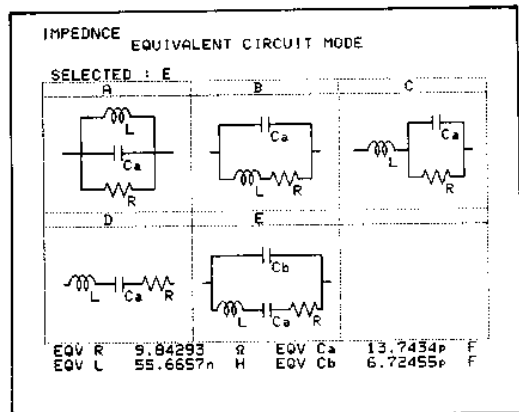 IMPEDNCE
EQUIVALENT CIRCUIT MODE
SELECTED : E
A B C
L Ca R
Ca L R
L Ca R
D E
L Ca R
Cb L Ca R
EQV R 9.84293 Ω EQV Ca 13.7434p F
EQV L 55.6657n H EQV Cb 6.72455p F